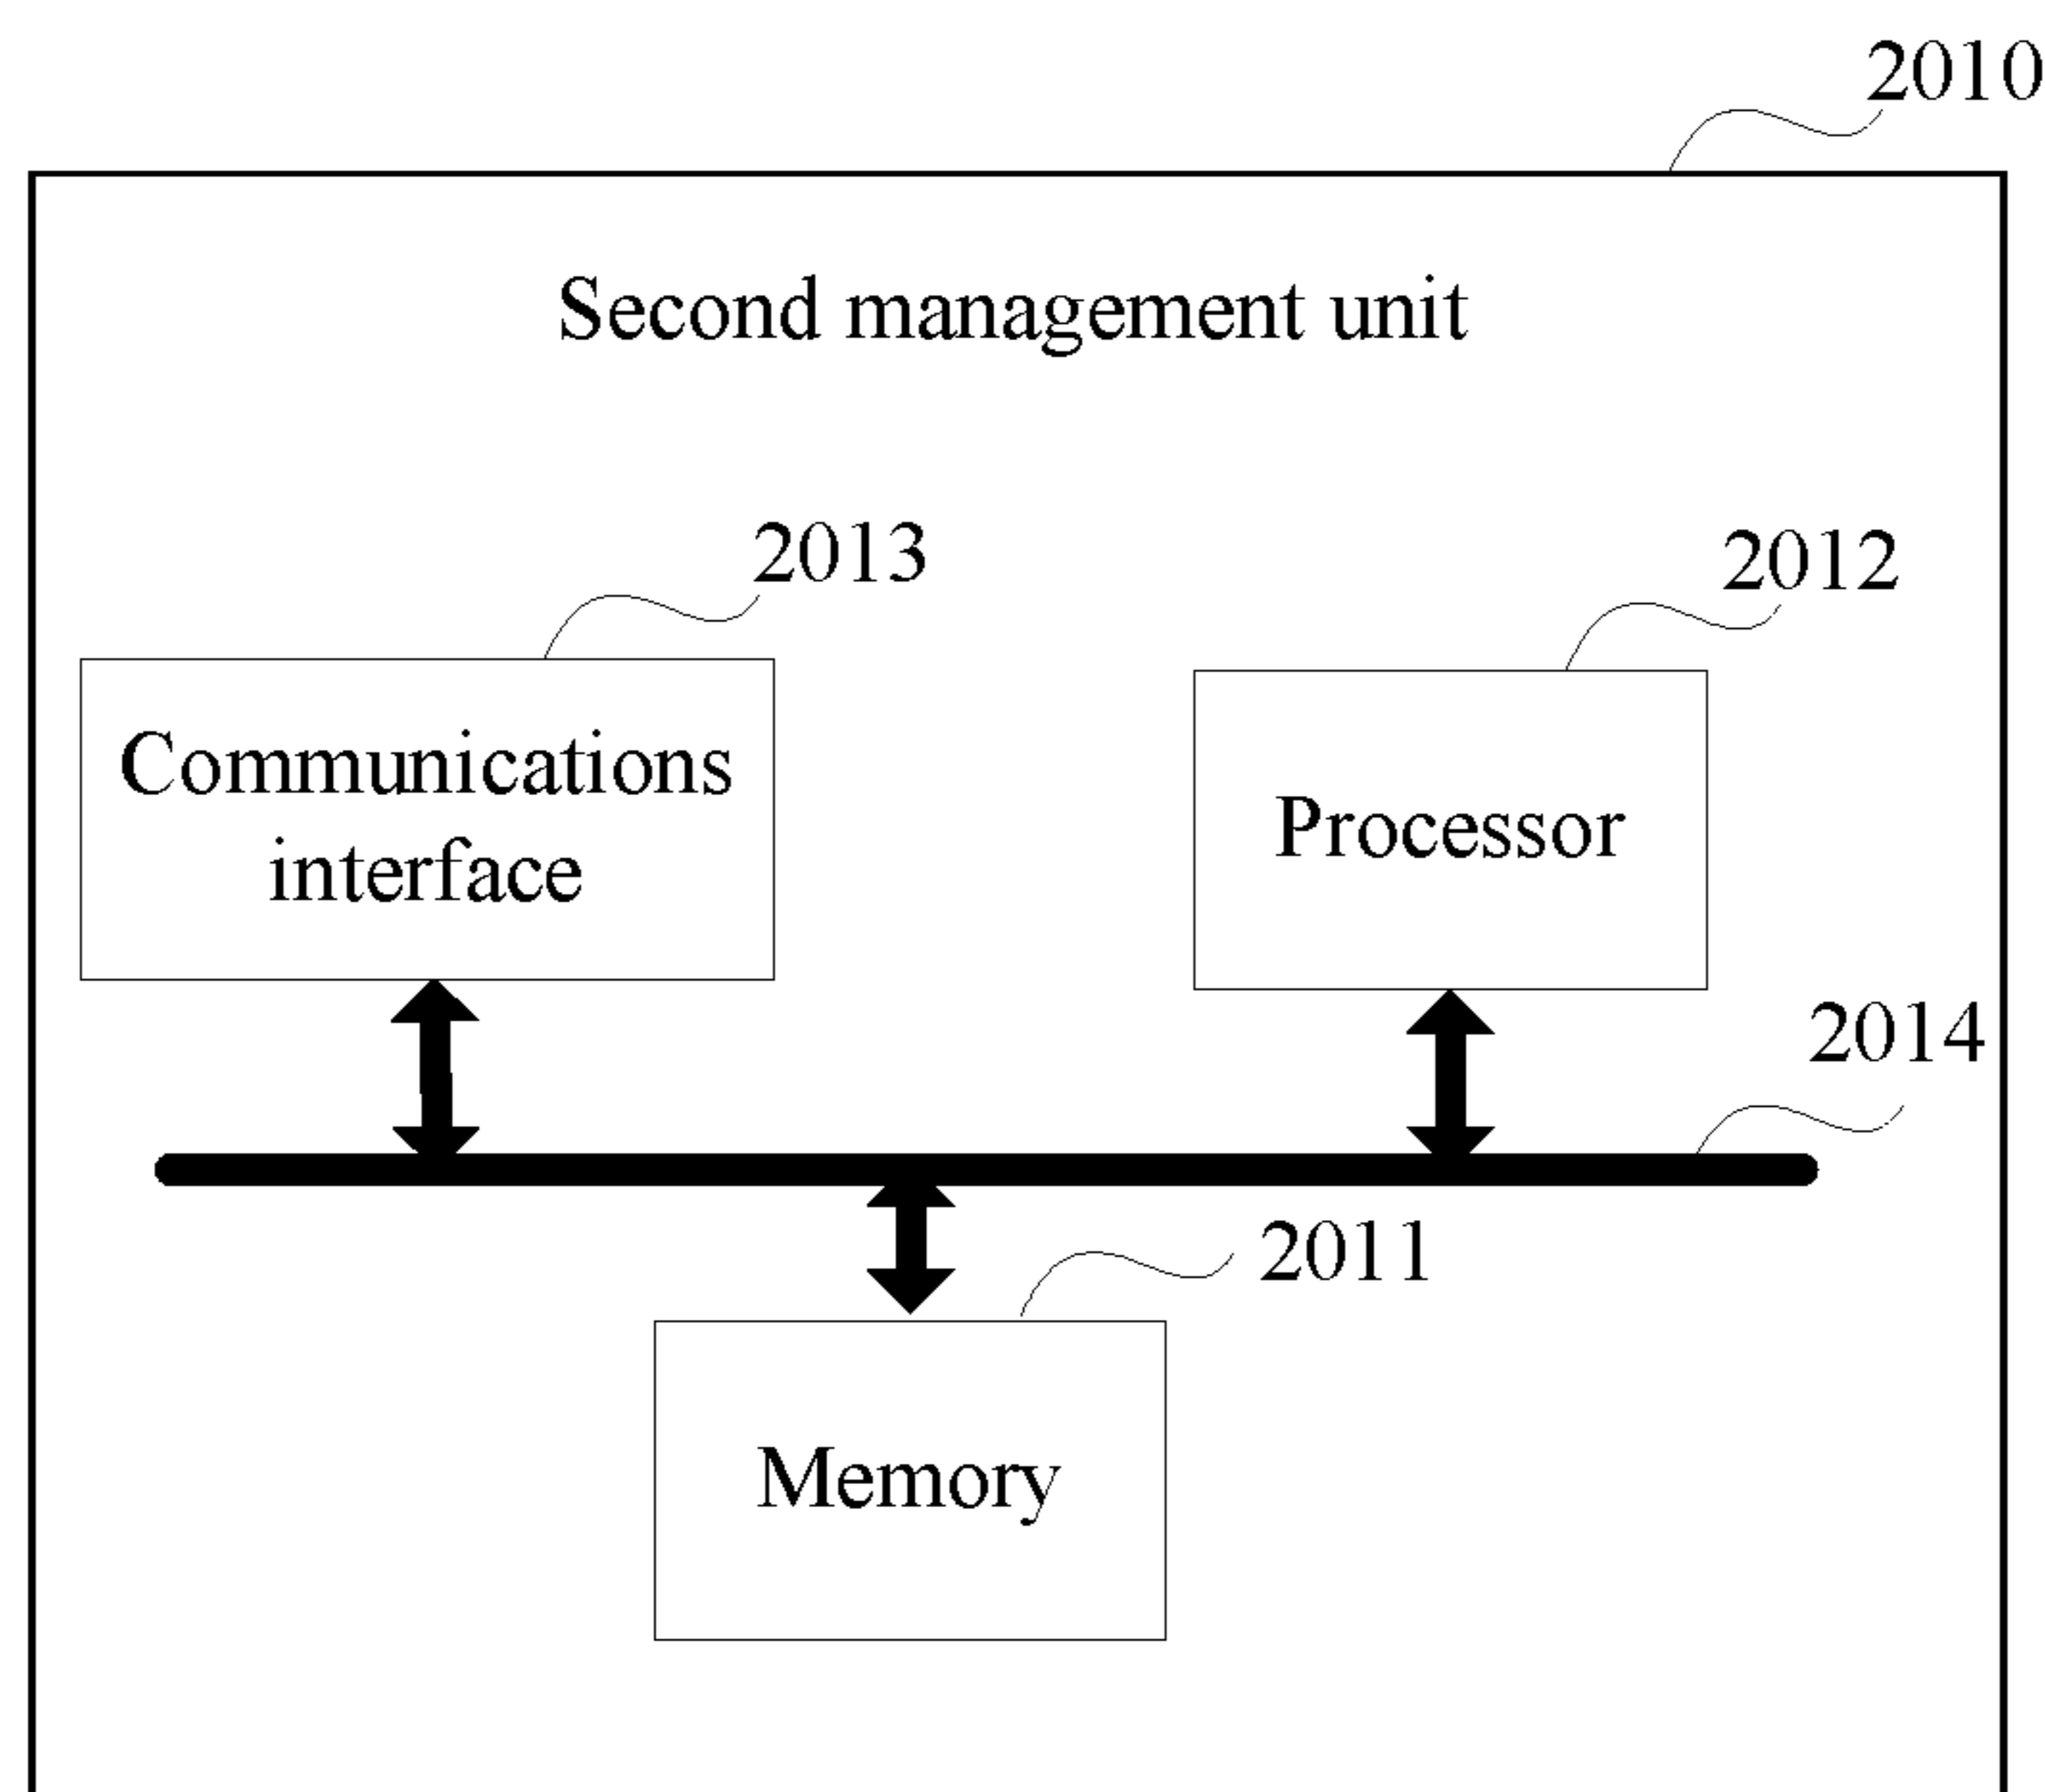 2010
Second management unit
2013
2012
Communications
interface
Processor
2014
2011
Memory